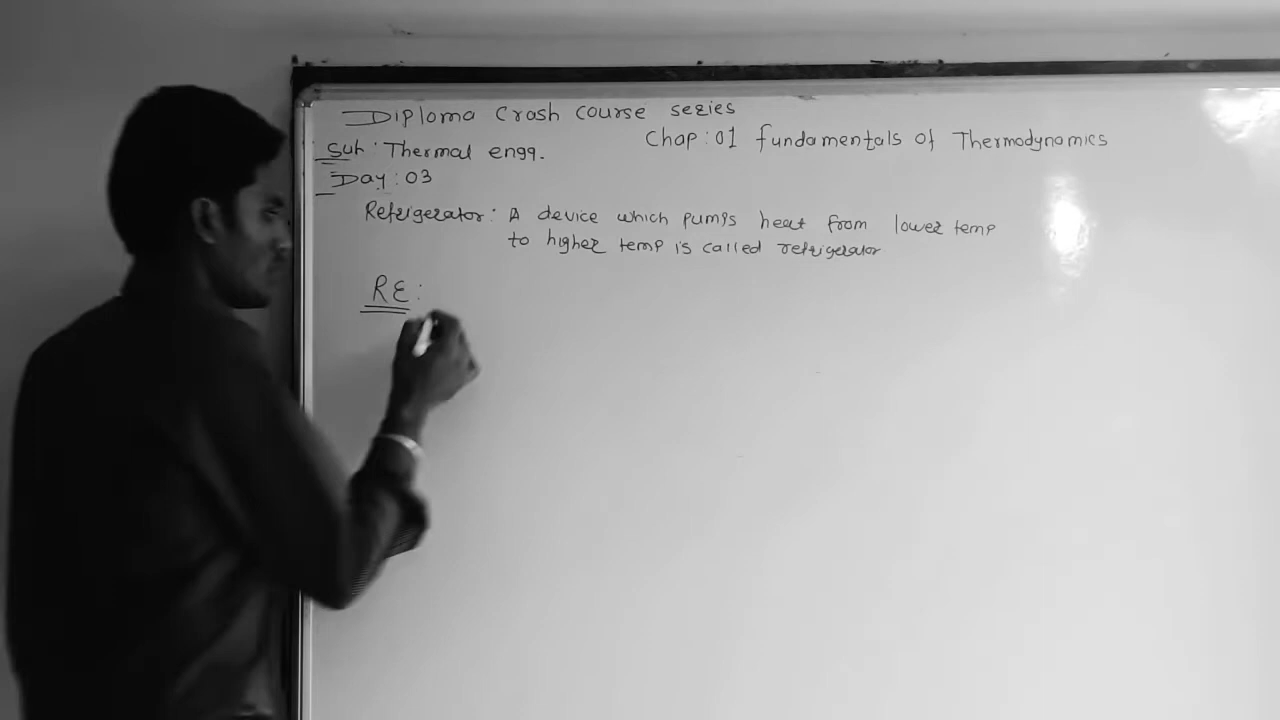 Diploma Crash course series
Sub: Thermal engg.
Chap:01 fundamentals of Thermodynamics
Day:03
Refrigerator: A device which pumps heat from lower temp
to higher temp is called refrigerator
RE: